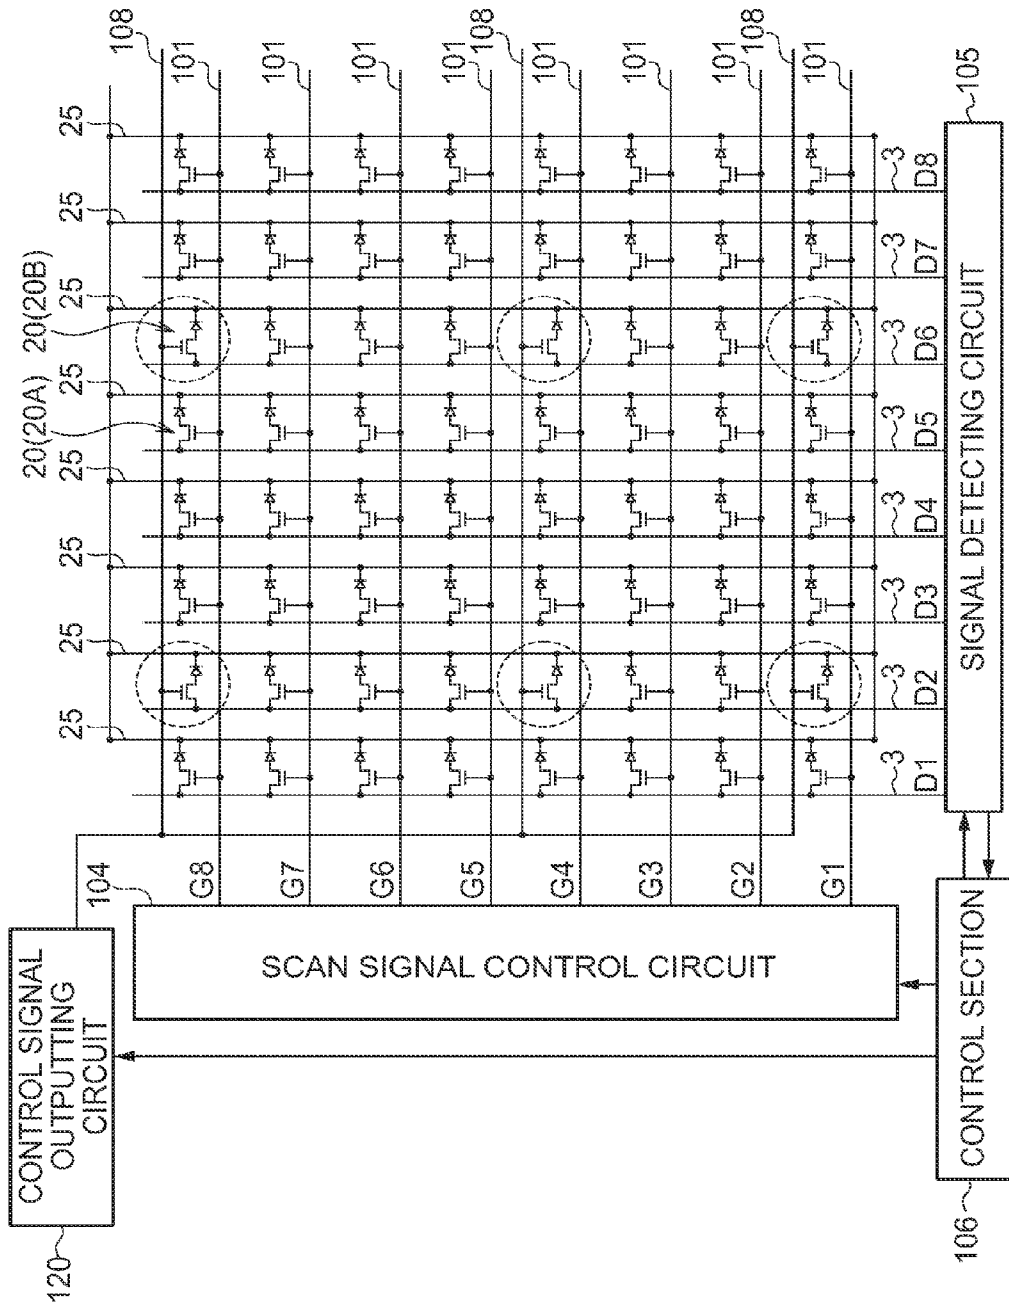 CONTROL SIGNAL
OUTPUTTING
CIRCUIT
120
104
SCAN SIGNAL CONTROL CIRCUIT
106
CONTROL SECTION
G8
G7
G6
G5
G4
G3
G2
G1
108
101
101
101
101
108
101
101
101
108
101
25
25
25
25
25
25
25
25
20(20A)
20(20B)
3
D1
3
D2
3
D3
3
D4
3
D5
3
D6
3
D7
3
D8
SIGNAL DETECTING CIRCUIT
105